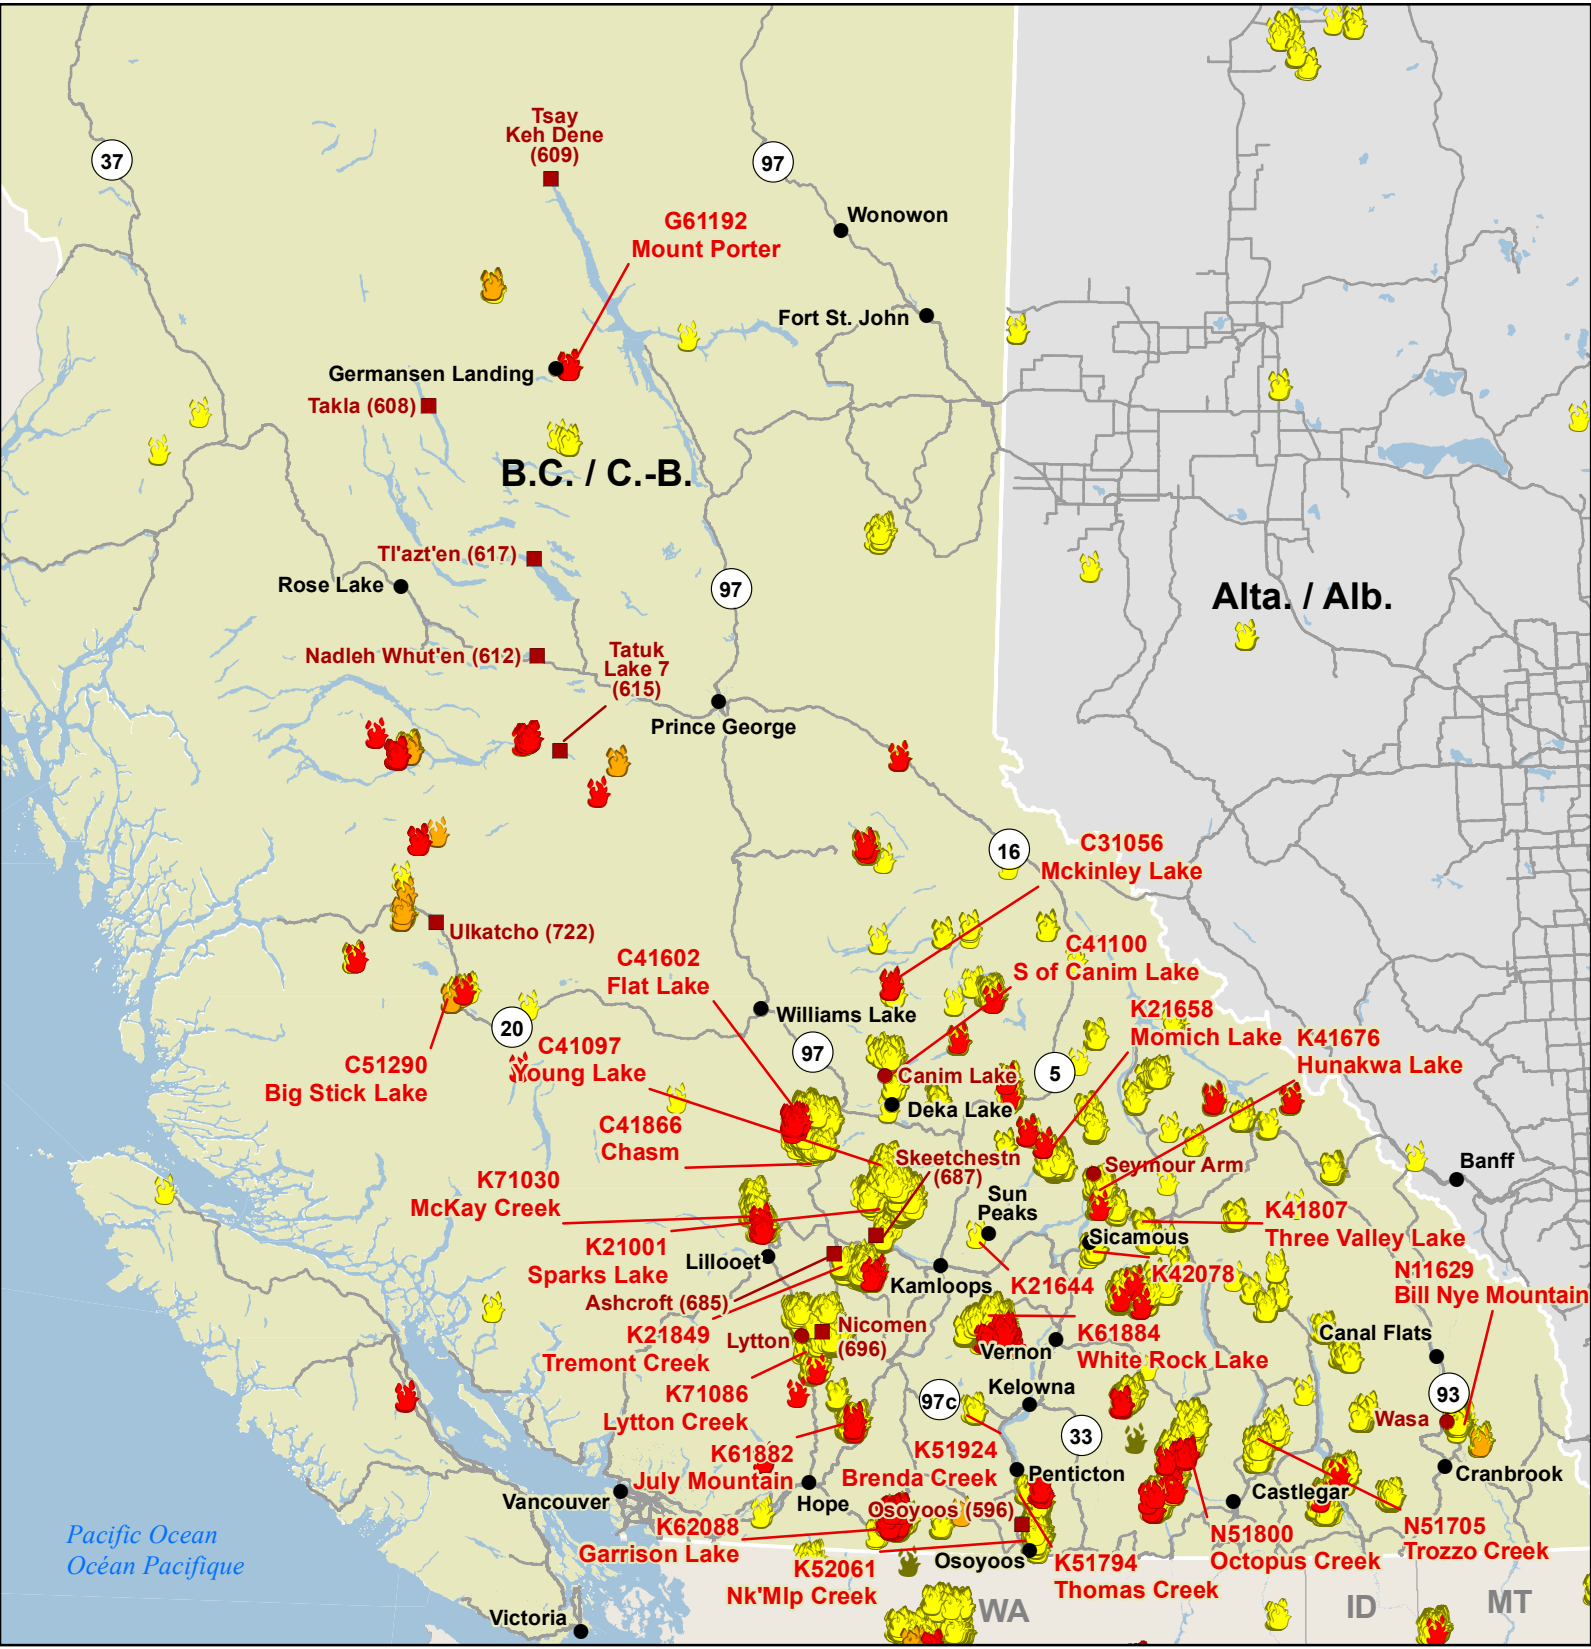 Tsay
Keh Dene
(609)
37
97
G61192
Mount Porter
Wonowon
Fort St. John
Germansen Landing
Takla (608)
B.C. / C.-B.
Tl'azt'en (617)
Rose Lake
97
Alta. / Alb.
Nadleh Whut'en (612)
Tatuk
Lake 7
(615)
Prince George
16
C31056
Mckinley Lake
Ulkatcho (722)
C41602
Flat Lake
C41100
S of Canim Lake
Williams Lake
20
97
K21658
Momich Lake
K41676
Hunakwa Lake
C51290
Big Stick Lake
C41097
Young Lake
5
Canim Lake
Deka Lake
C41866
Chasm
Skeetchestn
(687)
Seymour Arm
Banff
K71030
McKay Creek
Sun
Peaks
K41807
Three Valley Lake
K21001
Sparks Lake
Lillooet
Sicamous
Kamloops
K21644
K42078
N11629
Bill Nye Mountain
Ashcroft (685)
K21849
Tremont Creek
Lytton
Nicomen
(696)
K61884
White Rock Lake
Vernon
Canal Flats
K71086
Lytton Creek
97c
Kelowna
93
Wasa
33
K61882
July Mountain
K51924
Brenda Creek
Penticton
Cranbrook
Vancouver
Hope
Castlegar
Osoyoos (596)
K62088
Garrison Lake
Pacific Ocean
Océan Pacifique
N51800
Octopus Creek
N51705
Trozzo Creek
Osoyoos
K52061
Nk'Mlp Creek
K51794
Thomas Creek
Victoria
WA
ID
MT